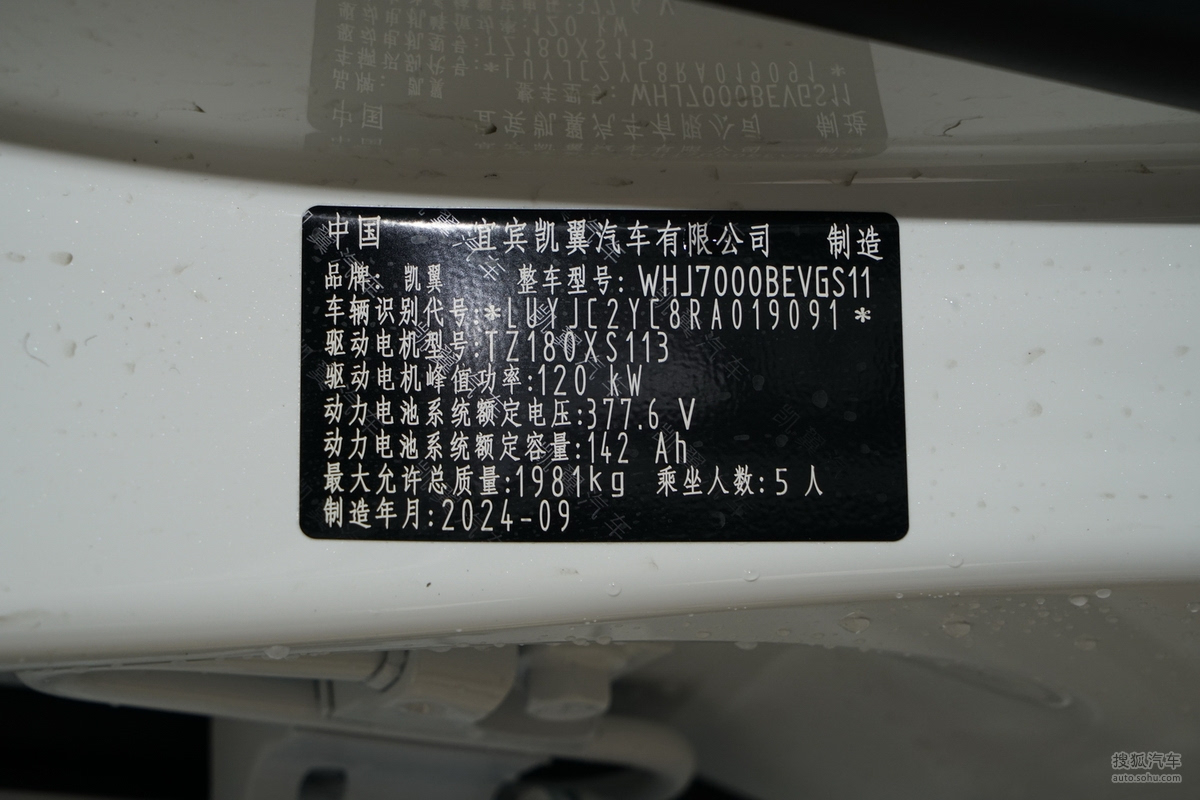 中国 宜宾凯翼汽车有限公司 制造
品牌: 凯翼 整车型号: WHJ7000BEVGS11
车辆识别代号:*LUYJC2YC8RA019091*
驱动电机型号:TZ180XS113
驱动电机峰值功率:120 kW
动力电池系统额定电压:377.6 V
动力电池系统额定容量:142 Ah
最大允许总质量:1981kg 乘坐人数:5人
制造年月:2024-09
搜狐汽车
auto.sohu.com